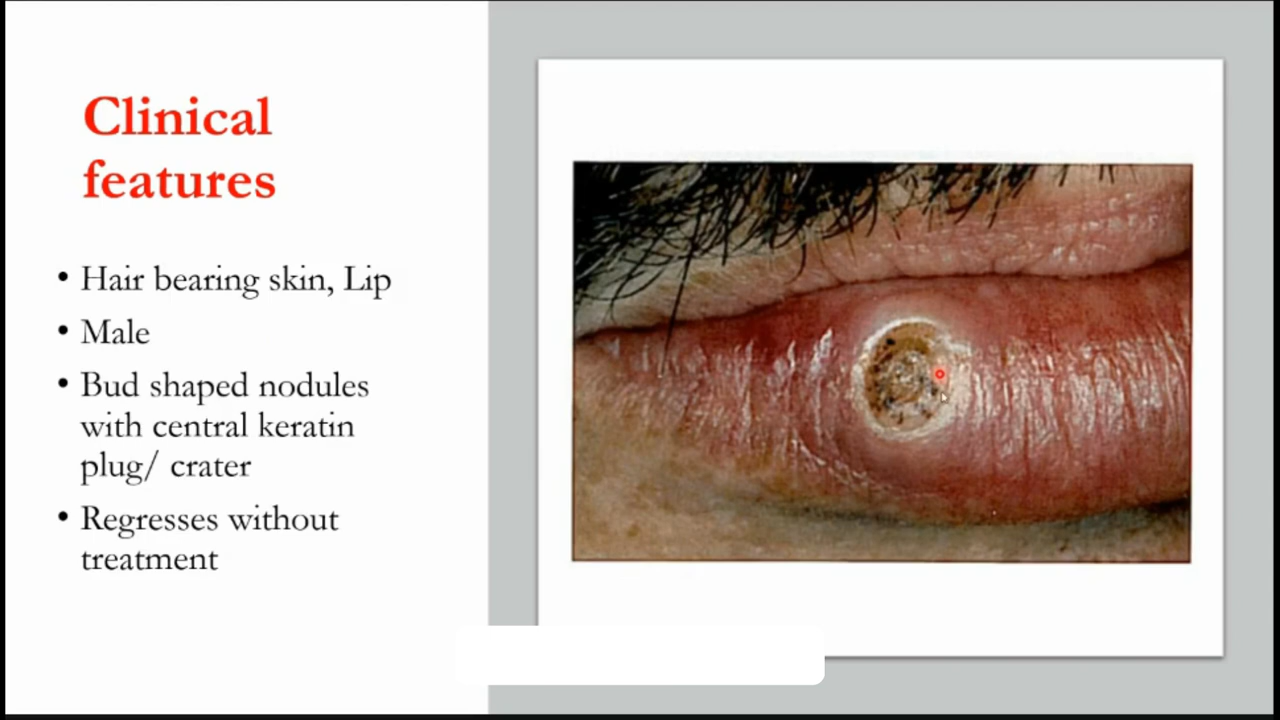 Clinical
features
• Hair bearing skin, Lip
• Male
• Bud shaped nodules
with central keratin
plug/ crater
• Regresses without
treatment